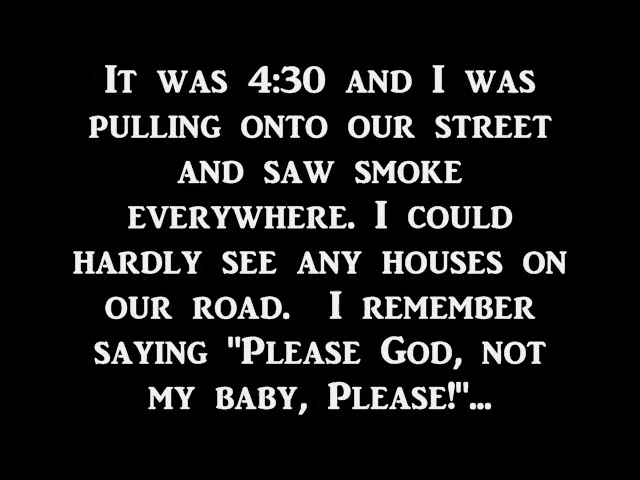 It was 4:30 and I was
pulling onto our street
and saw smoke
everywhere. I could
hardly see any houses on
our road.  I remember
saying "Please God, not
my baby, Please!"...